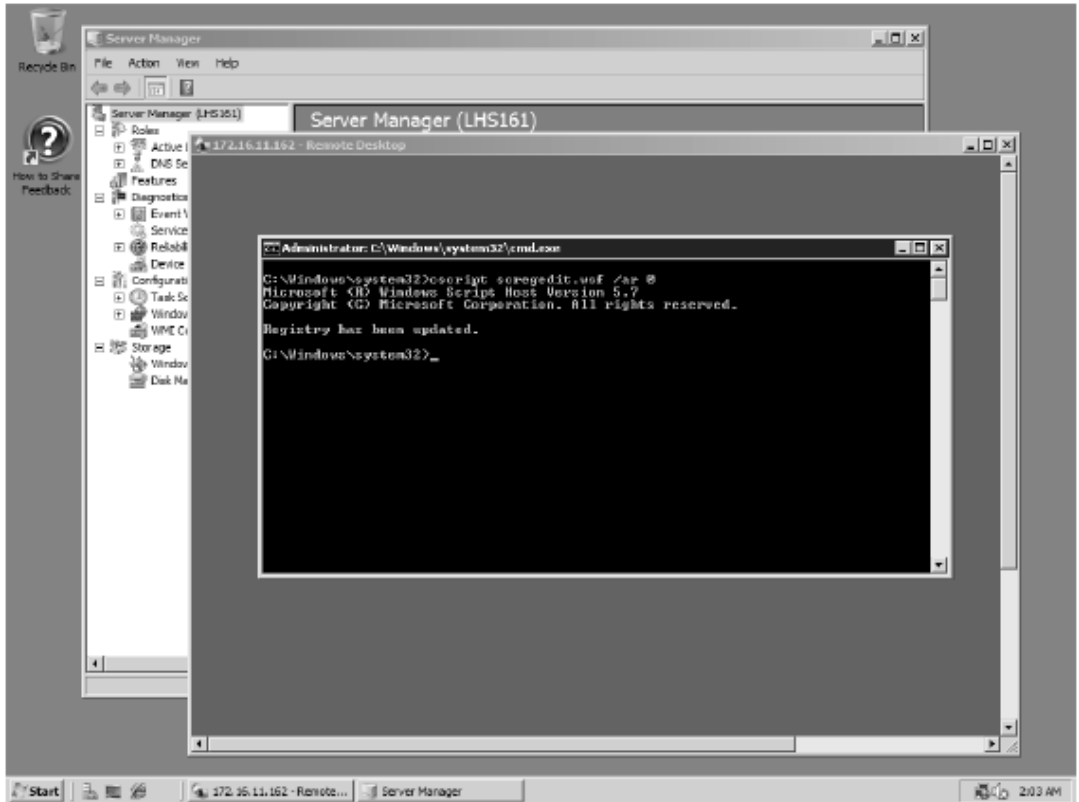 Recycle Bin
How to Share Feedback
Server Manager
File Action View Help
Server Manager (LHS161)
Roles
Active
DNS Se
Features
Diagnostics
Event V
Service
Reliabi
Device
Configurati
Task Sc
Window
WMI Co
Storage
Window
Disk Ma
Server Manager (LHS161)
172.16.11.162 - Remote Desktop
Administrator: C:\Windows\system32\cmd.exe
C:\Windows\system32>cscript scregedit.wsf /ar 0
Microsoft (R) Windows Script Host Version 5.7
Copyright (C) Microsoft Corporation. All rights reserved.
Registry has been updated.
C:\Windows\system32>_
Start
172.16.11.162 - Remote...
Server Manager
2:03 AM